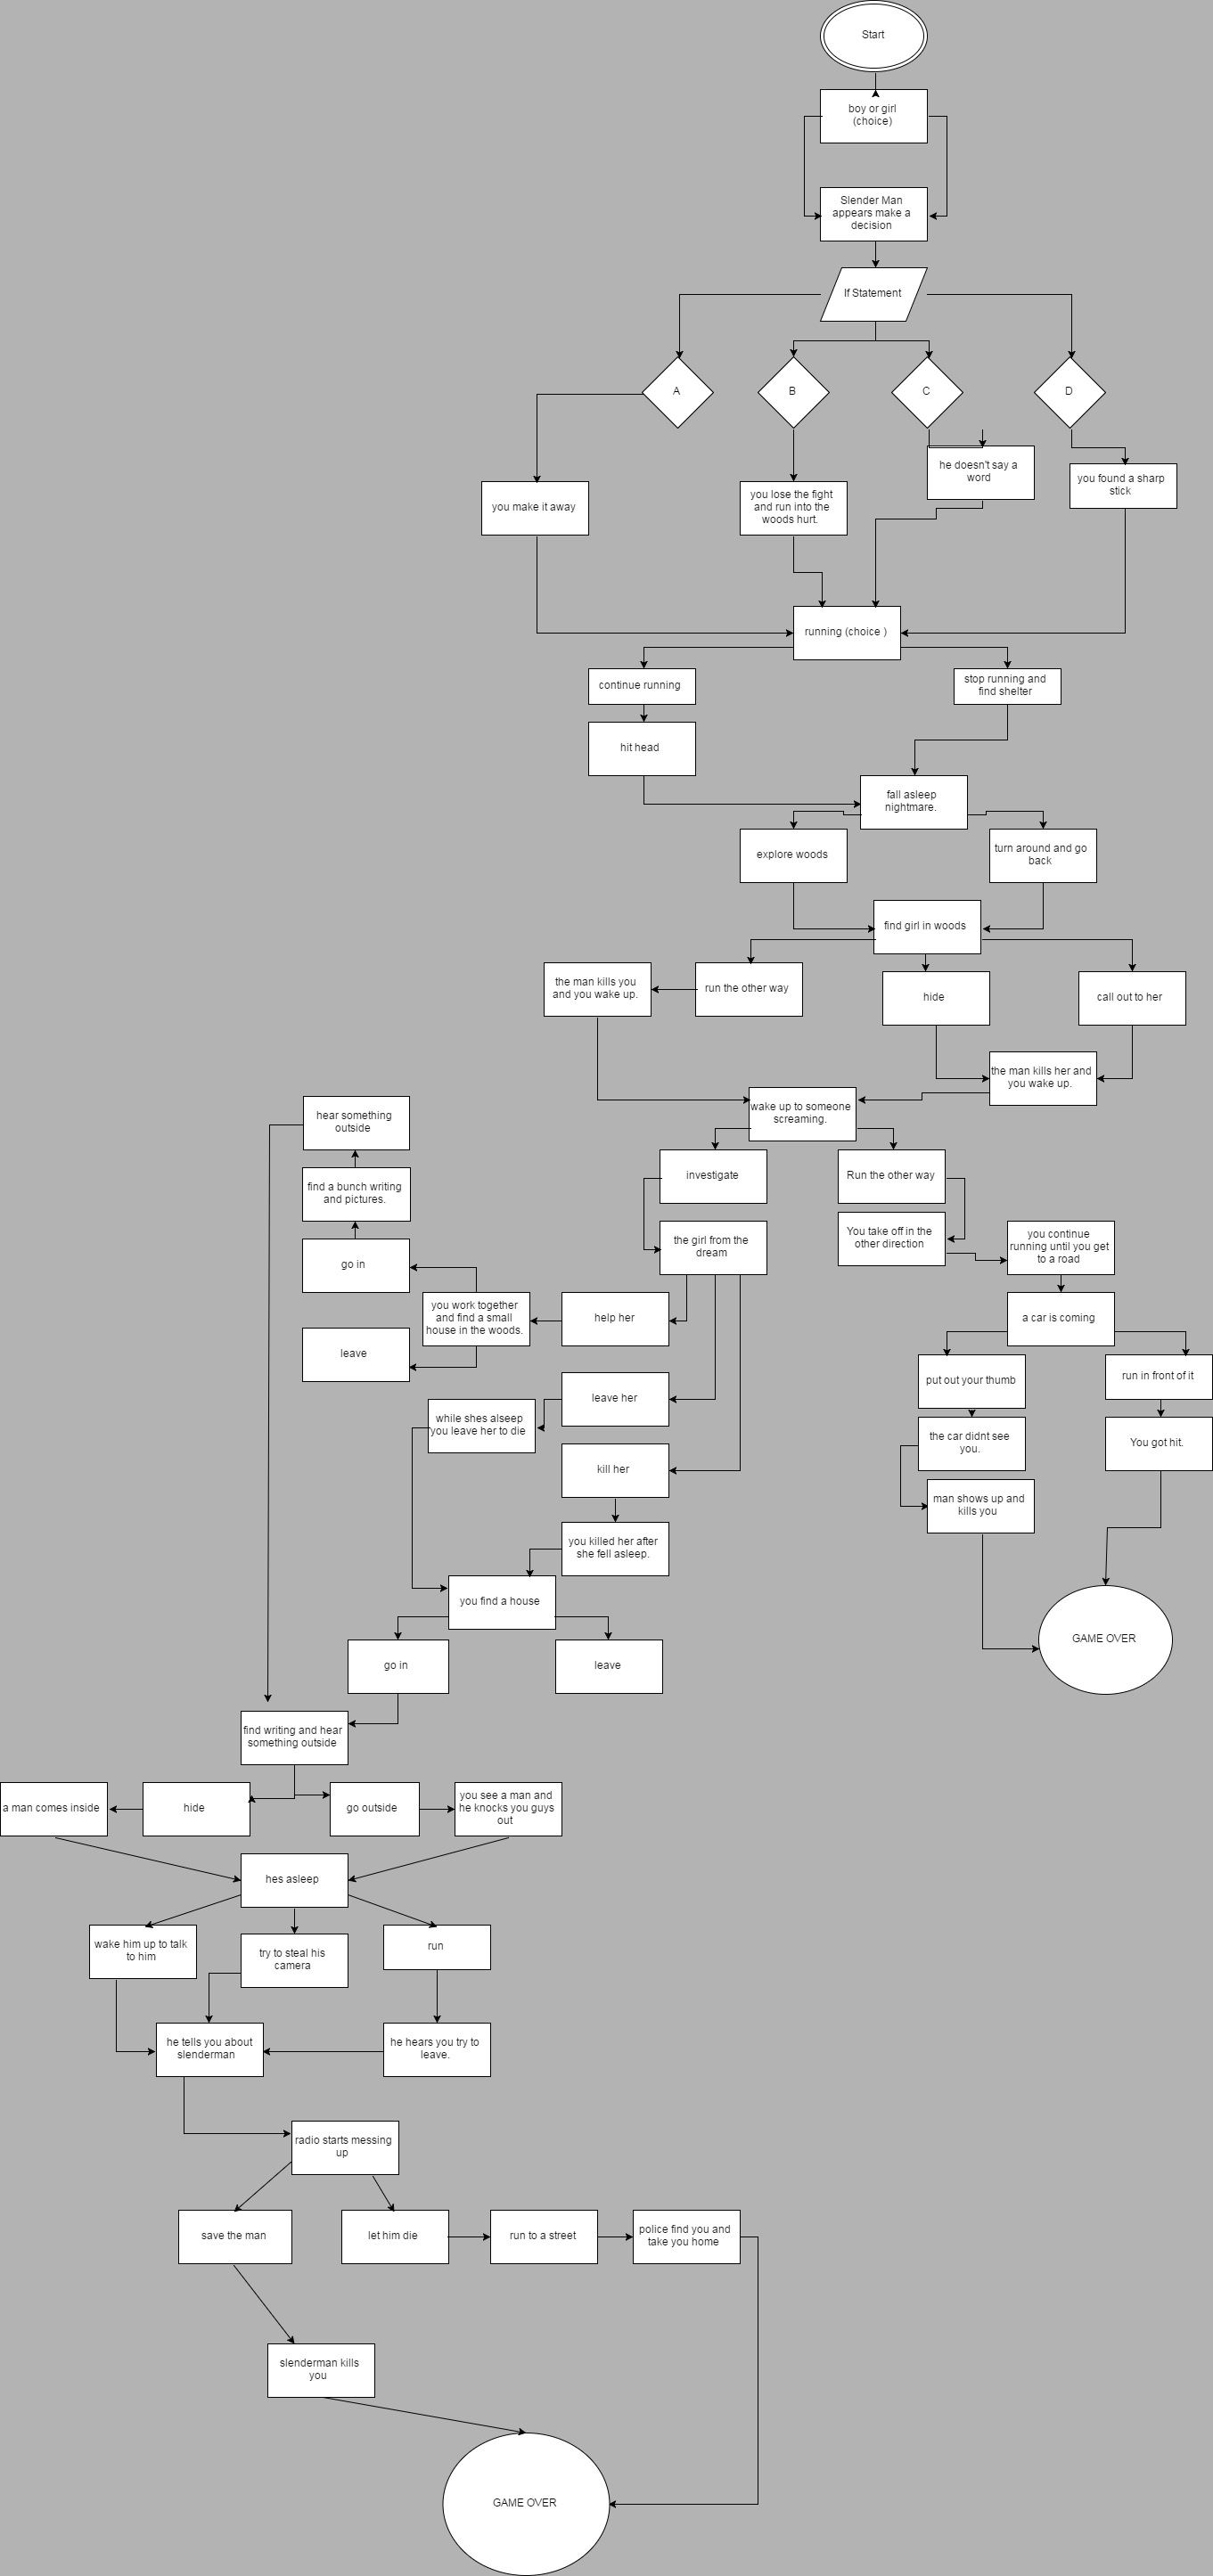 Start
boy or girl
(choice)
Slender Man
appears make a
decision
If Statement
A
B
C
D
he doesn't say a
word
you found a sharp
stick
you make it away
you lose the fight
and run into the
woods hurt.
running (choice )
continue running
stop running and
find shelter
hit head
fall asleep
nightmare.
explore woods
turn around and go
back
find girl in woods
the man kills you
and you wake up.
run the other way
hide
call out to her
the man kills her and
you wake up.
wake up to someone
screaming.
hear something
outside
investigate
Run the other way
find a bunch writing
and pictures.
the girl from the
dream
You take off in the
other direction
you continue
running until you get
to a road
go in
you work together
and find a small
house in the woods.
help her
a car is coming
leave
put out your thumb
run in front of it
leave her
while shes alseep
you leave her to die
the car didnt see
you.
You got hit.
kill her
man shows up and
kills you
you killed her after
she fell asleep.
you find a house
GAME OVER
go in
leave
find writing and hear
something outside
a man comes inside
hide
go outside
you see a man and
he knocks you guys
out
hes asleep
wake him up to talk
to him
try to steal his
camera
run
he tells you about
slenderman
he hears you try to
leave.
radio starts messing
up
save the man
let him die
run to a street
police find you and
take you home
slenderman kills
you
GAME OVER